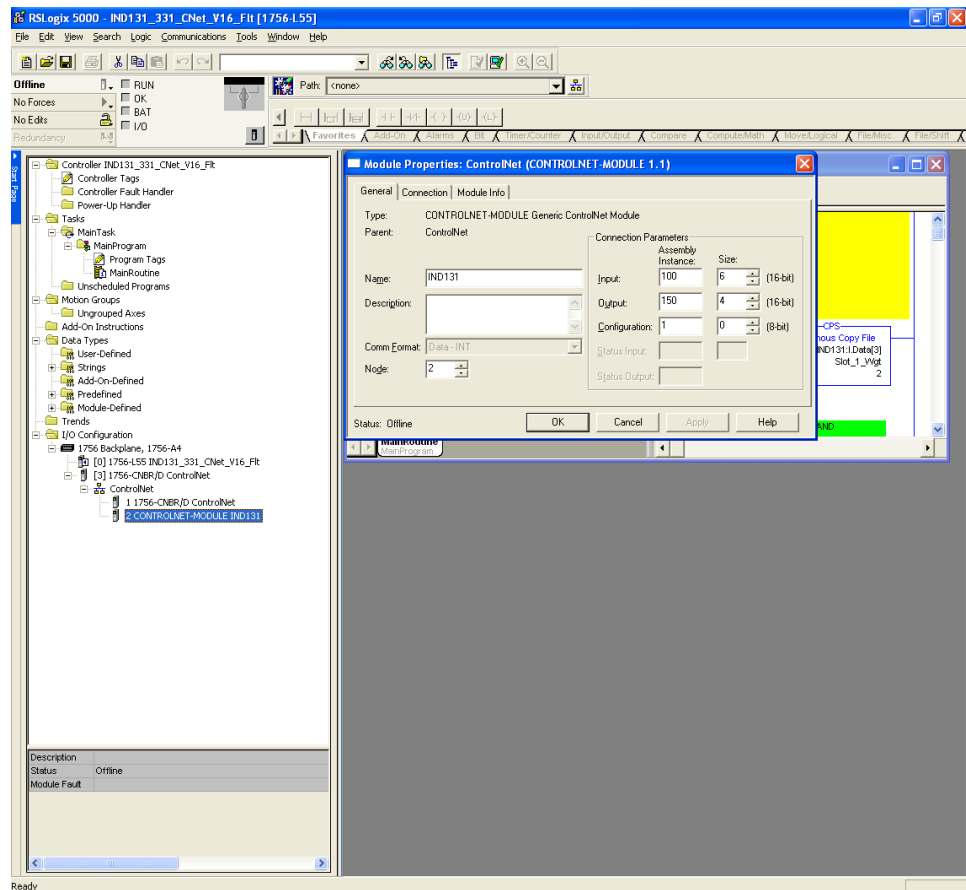 RSLogix 5000 - IND131_331_CNet_V16_Flt [1756-L55]
File Edit View Search Logic Communications Tools Window Help
Offline RUN Path: <none>
No Forces OK
No Edits BAT
Redundancy I/O
Favorites Add-On Alarms Bit Timer/Counter Input/Output Compare Compute/Math Move/Logical File/Misc. File/Shift
Start Page
Controller IND131_331_CNet_V16_Flt
Controller Tags
Controller Fault Handler
Power-Up Handler
Tasks
MainTask
MainProgram
Program Tags
MainRoutine
Unscheduled Programs
Motion Groups
Ungrouped Axes
Add-On Instructions
Data Types
User-Defined
Strings
Add-On-Defined
Predefined
Module-Defined
Trends
I/O Configuration
1756 Backplane, 1756-A4
[0] 1756-L55 IND131_331_CNet_V16_Flt
[3] 1756-CNBR/D ControlNet
ControlNet
1 1756-CNBR/D ControlNet
2 CONTROLNET-MODULE IND131
Description
Status Offline
Module Fault
Module Properties: ControlNet (CONTROLNET-MODULE 1.1)
General Connection Module Info
Type: CONTROLNET-MODULE Generic ControlNet Module
Parent: ControlNet
Connection Parameters
Assembly Instance: Size:
Name: IND131
Input: 100 6 (16-bit)
Description:
Output: 150 4 (16-bit)
Configuration: 1 0 (8-bit)
Comm Format: Data - INT
Status Input:
Node: 2
Status Output:
Status: Offline OK Cancel Apply Help
CPS
nous Copy File
IND131:I.Data[3]
Slot_1_Wgt
2
AND
MainRoutine
MainProgram
Ready